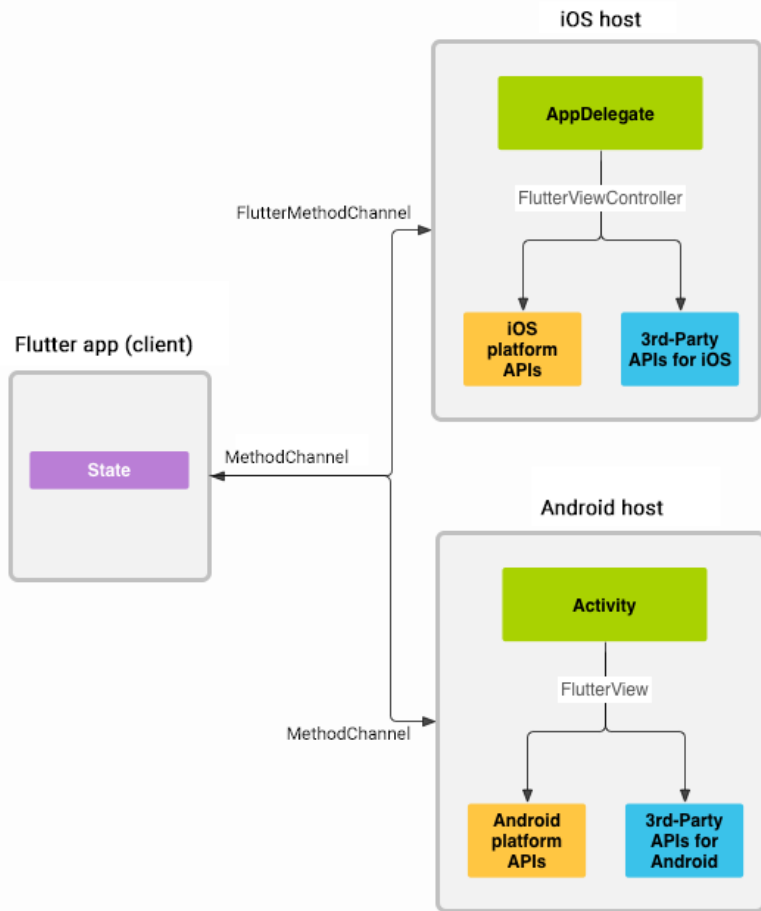 iOS host
AppDelegate
FlutterViewController
FlutterMethodChannel
iOS
platform
APIs
3rd-Party
APIs for iOS
Flutter app (client)
State
MethodChannel
Android host
Activity
FlutterView
MethodChannel
Android
platform
APIs
3rd-Party
APIs for
Android